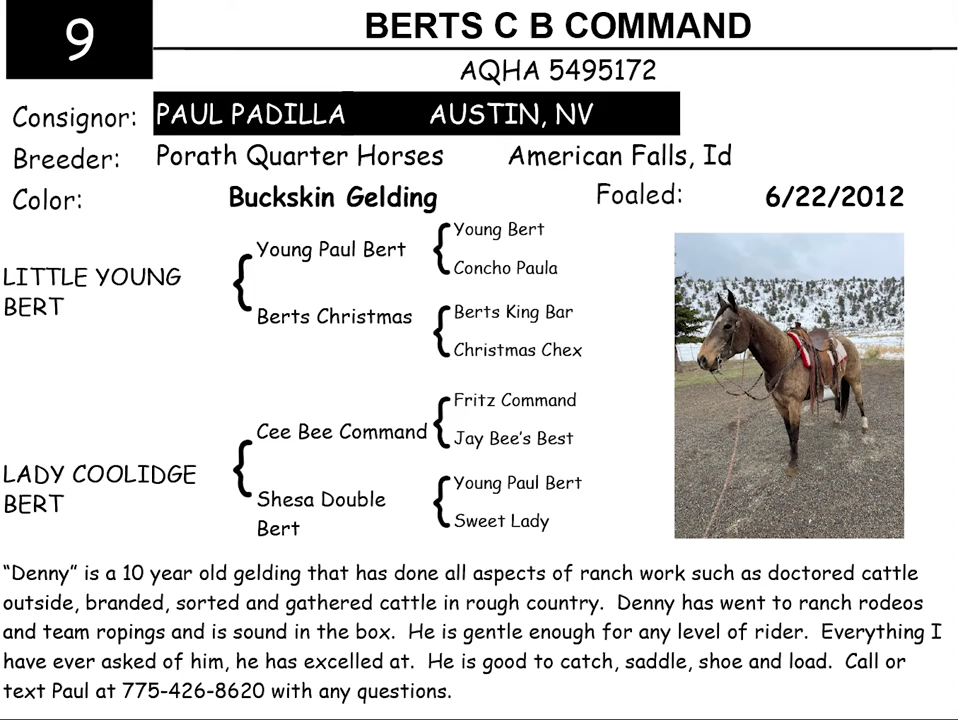 9
BERTS C B COMMAND
AQHA 5495172
Consignor: PAUL PADILLA AUSTIN, NV
Breeder: Porath Quarter Horses American Falls, Id
Color: Buckskin Gelding Foaled: 6/22/2012
LITTLE YOUNG
BERT
Young Paul Bert
Young Bert
Concho Paula
Berts Christmas
Berts King Bar
Christmas Chex
LADY COOLIDGE
BERT
Cee Bee Command
Fritz Command
Jay Bee's Best
Shesa Double
Bert
Young Paul Bert
Sweet Lady
“Denny” is a 10 year old gelding that has done all aspects of ranch work such as doctored cattle
outside, branded, sorted and gathered cattle in rough country. Denny has went to ranch rodeos
and team ropings and is sound in the box. He is gentle enough for any level of rider. Everything I
have ever asked of him, he has excelled at. He is good to catch, saddle, shoe and load. Call or
text Paul at 775-426-8620 with any questions.